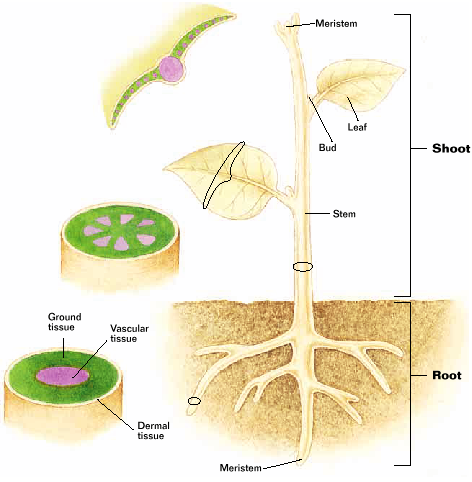 Meristem
Leaf
Bud
Shoot
Stem
Ground
tissue
Vascular
tissue
Root
Dermal
tissue
Meristem